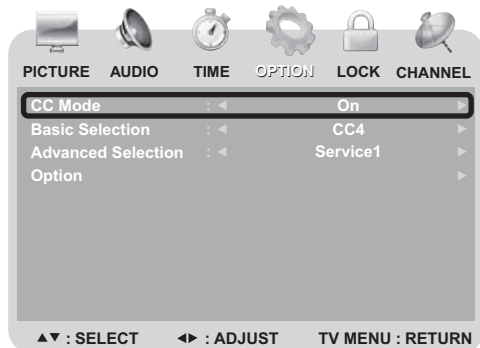 PICTURE AUDIO TIME OPTION LOCK CHANNEL
CC Mode : ◄ On ►
Basic Selection : ◄ CC4 ►
Advanced Selection : ◄ Service1 ►
Option ►
▲▼ : SELECT ◄► : ADJUST TV MENU : RETURN